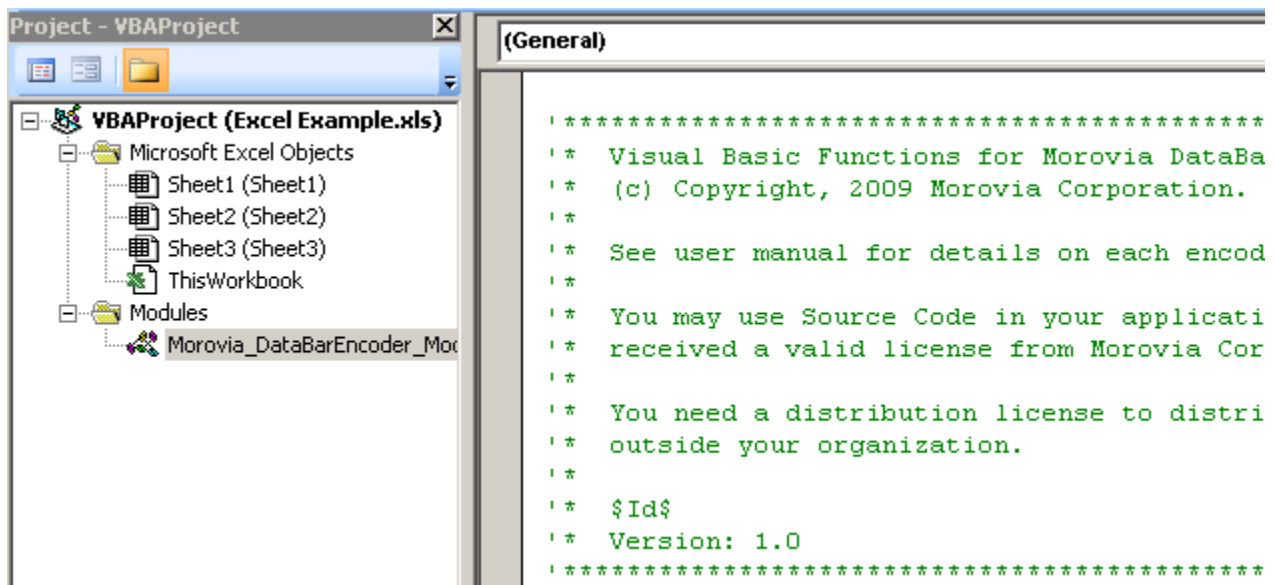 Project - VBAProject
VBAProject (Excel Example.xls)
Microsoft Excel Objects
Sheet1 (Sheet1)
Sheet2 (Sheet2)
Sheet3 (Sheet3)
ThisWorkbook
Modules
Morovia_DataBarEncoder_Mo
(General)
'*********************************************
'*  Visual Basic Functions for Morovia DataBa
'*  (c) Copyright, 2009 Morovia Corporation.
'*
'*  See user manual for details on each encod
'*
'*  You may use Source Code in your applicati
'*  received a valid license from Morovia Cor
'*
'*  You need a distribution license to distri
'*  outside your organization.
'*
'*  $Id$
'*  Version: 1.0
'*********************************************